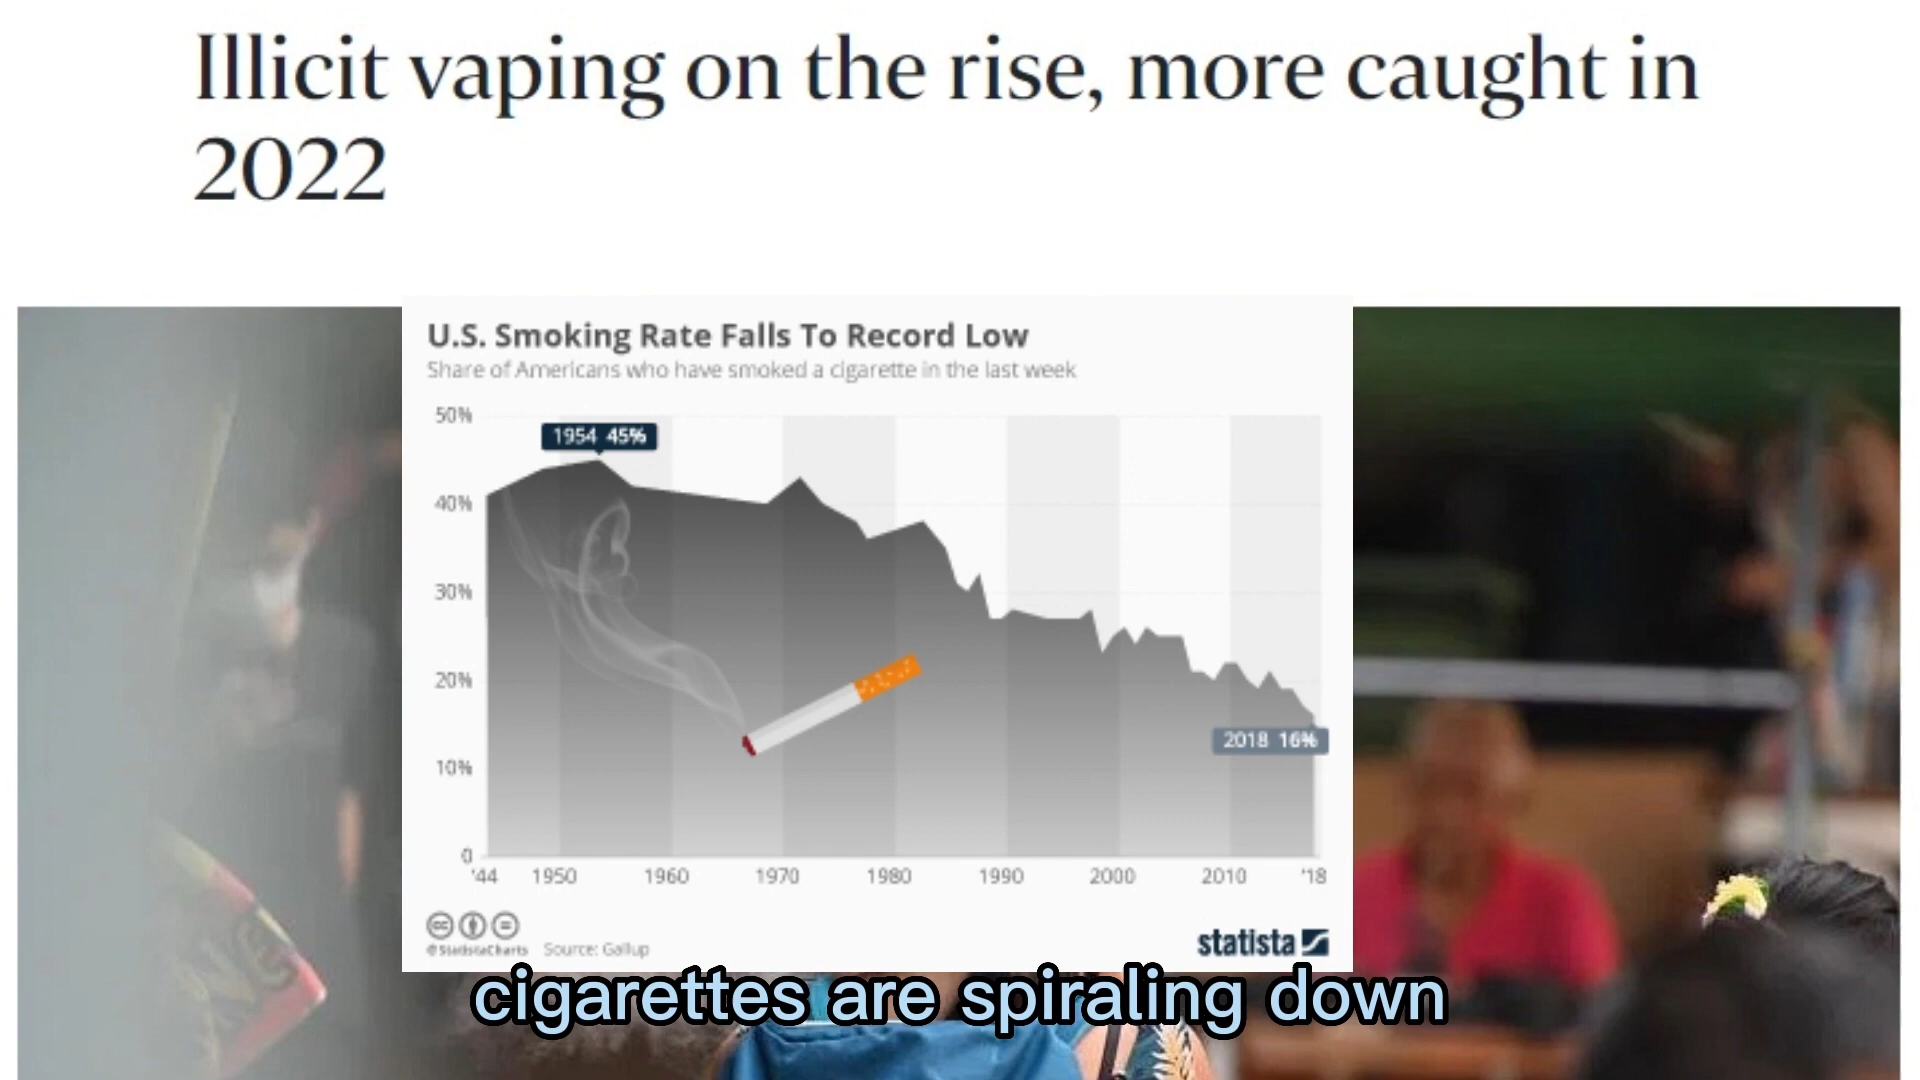 Illicit vaping on the rise, more caught in
2022
U.S. Smoking Rate Falls To Record Low
Share of Americans who have smoked a cigarette in the last week
50%
1954 45%
40%
30%
20%
2018 16%
10%
0
'44 1950 1960 1970 1980 1990 2000 2010 '18
@StatistaCharts Source: Gallup
statista
cigarettes are spiraling down